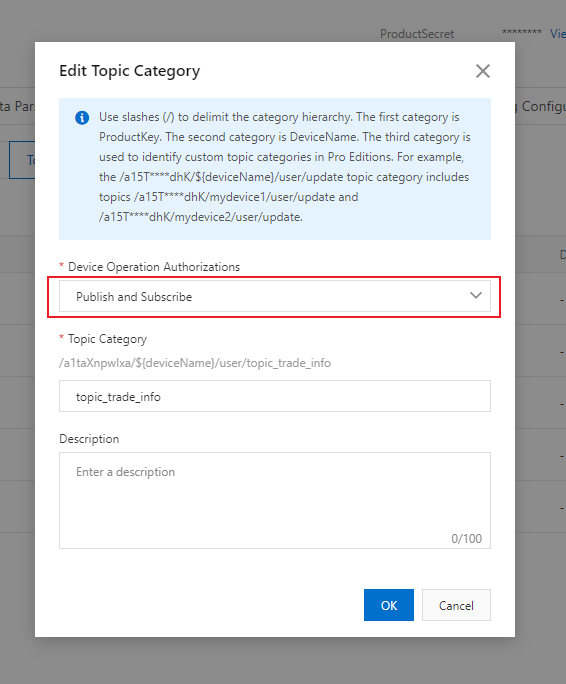 ProductSecret ******** Vie
Edit Topic Category
Use slashes (/) to delimit the category hierarchy. The first category is
ProductKey. The second category is DeviceName. The third category is
used to identify custom topic categories in Pro Editions. For example,
the /a15T****dhK/${deviceName}/user/update topic category includes
topics /a15T****dhK/mydevice1/user/update and
/a15T****dhK/mydevice2/user/update.
ta Par
g Configu
To
* Device Operation Authorizations
D
Publish and Subscribe
-
* Topic Category
/a1taXnpwlxa/${deviceName}/user/topic_trade_info
-
topic_trade_info
Description
-
Enter a description
-
0/100
OK
Cancel